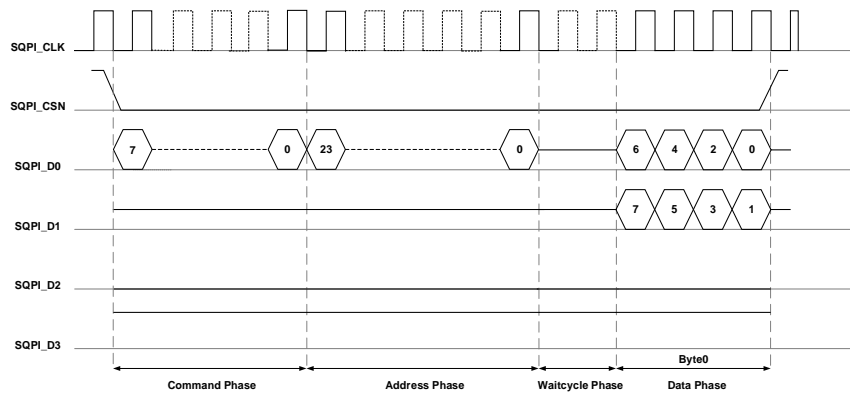 SQPI_CLK
SQPI_CSN
SQPI_D0 7 0 23 0 6 4 2 0
SQPI_D1 7 5 3 1
SQPI_D2
SQPI_D3
Byte0
Command Phase Address Phase Waitcycle Phase Data Phase